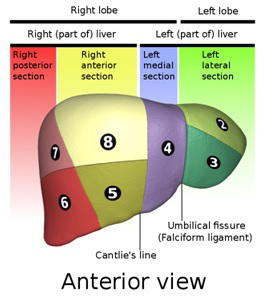 Right lobe Left lobe
Right (part of) liver Left (part of) liver
Right Right Left Left
posterior anterior medial lateral
section section section section
2
8
7 4
3
6 5
Umbilical fissure
(Falciform ligament)
Cantlie's line
Anterior view